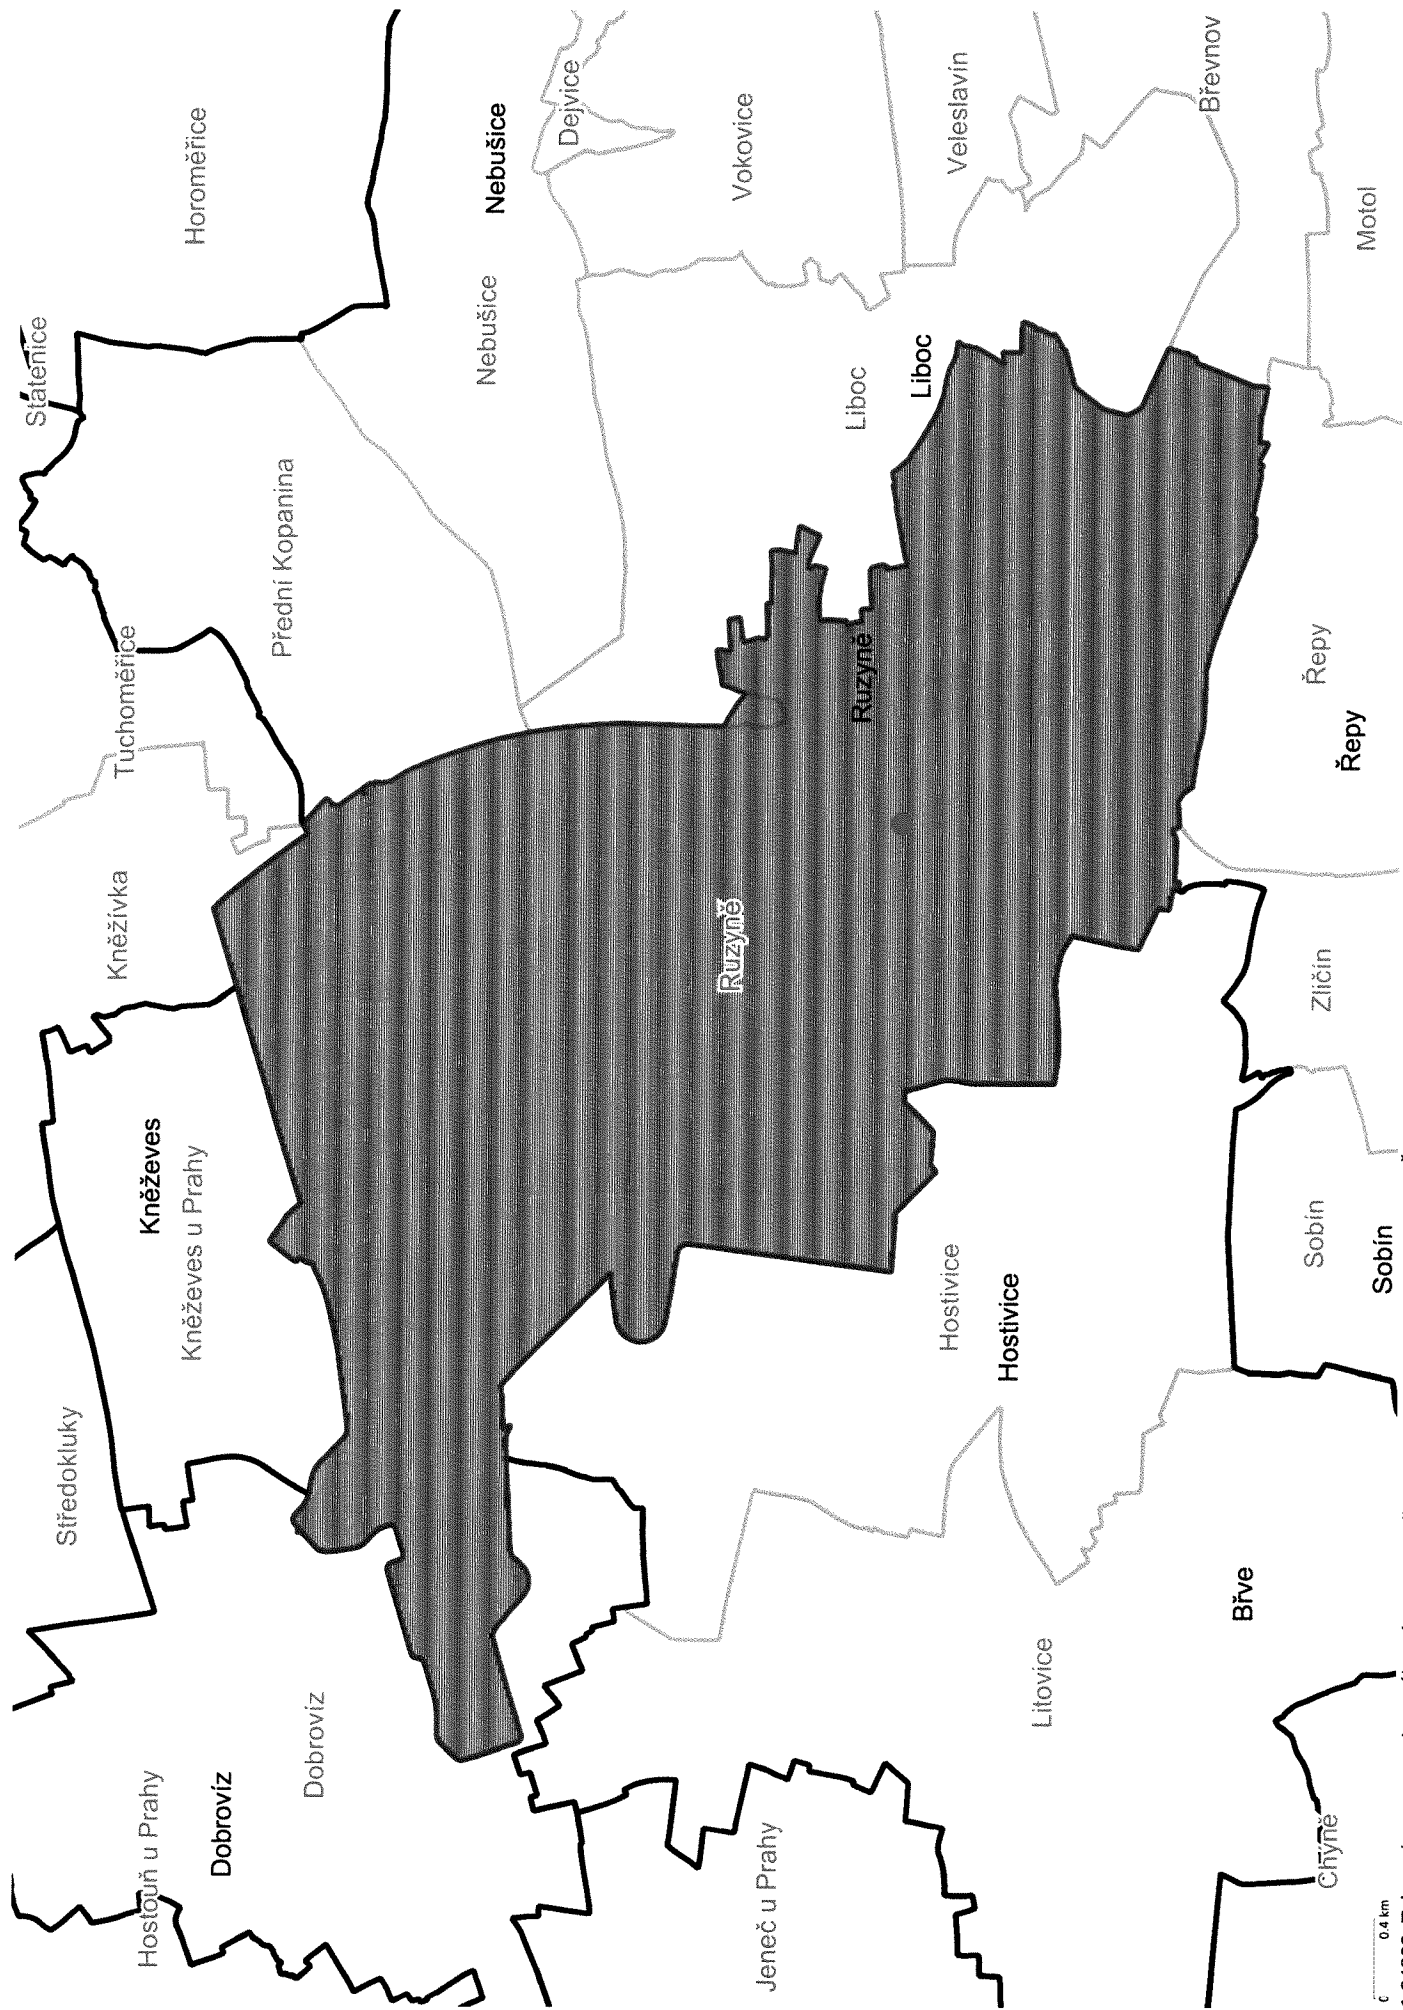 Statenice
Středokluky
Kněžívka
Tuchoměřice
Hostouň u Prahy
Kněževes
Kněževes u Prahy
Horoměřice
Dobrovíz
Přední Kopanina
Dobrovíz
Nebušice
Nebušice
Dejvice
Ruzyně
Vokovice
Jeneč u Prahy
Liboc
Ruzyně
Liboc
Hostivice
Veleslavín
Hostivice
Litovice
Břevnov
Břve
Sobín
Zličín
Řepy
Chýně
Řepy
Motol
Sobín
0 0.4 km